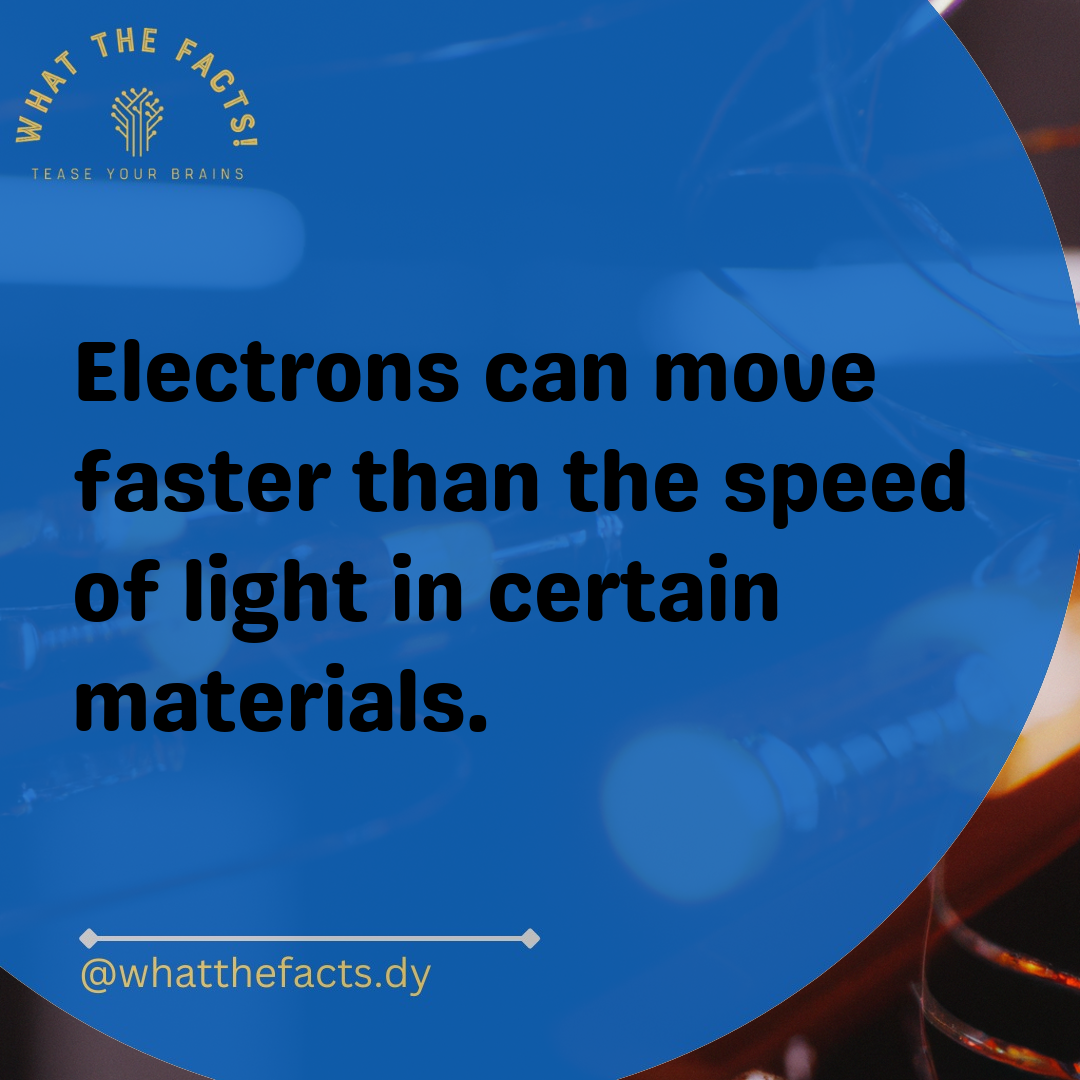 WHAT THE FACTS!
TEASE YOUR BRAINS
Electrons can move
faster than the speed
of light in certain
materials.
@whatthefacts.dy